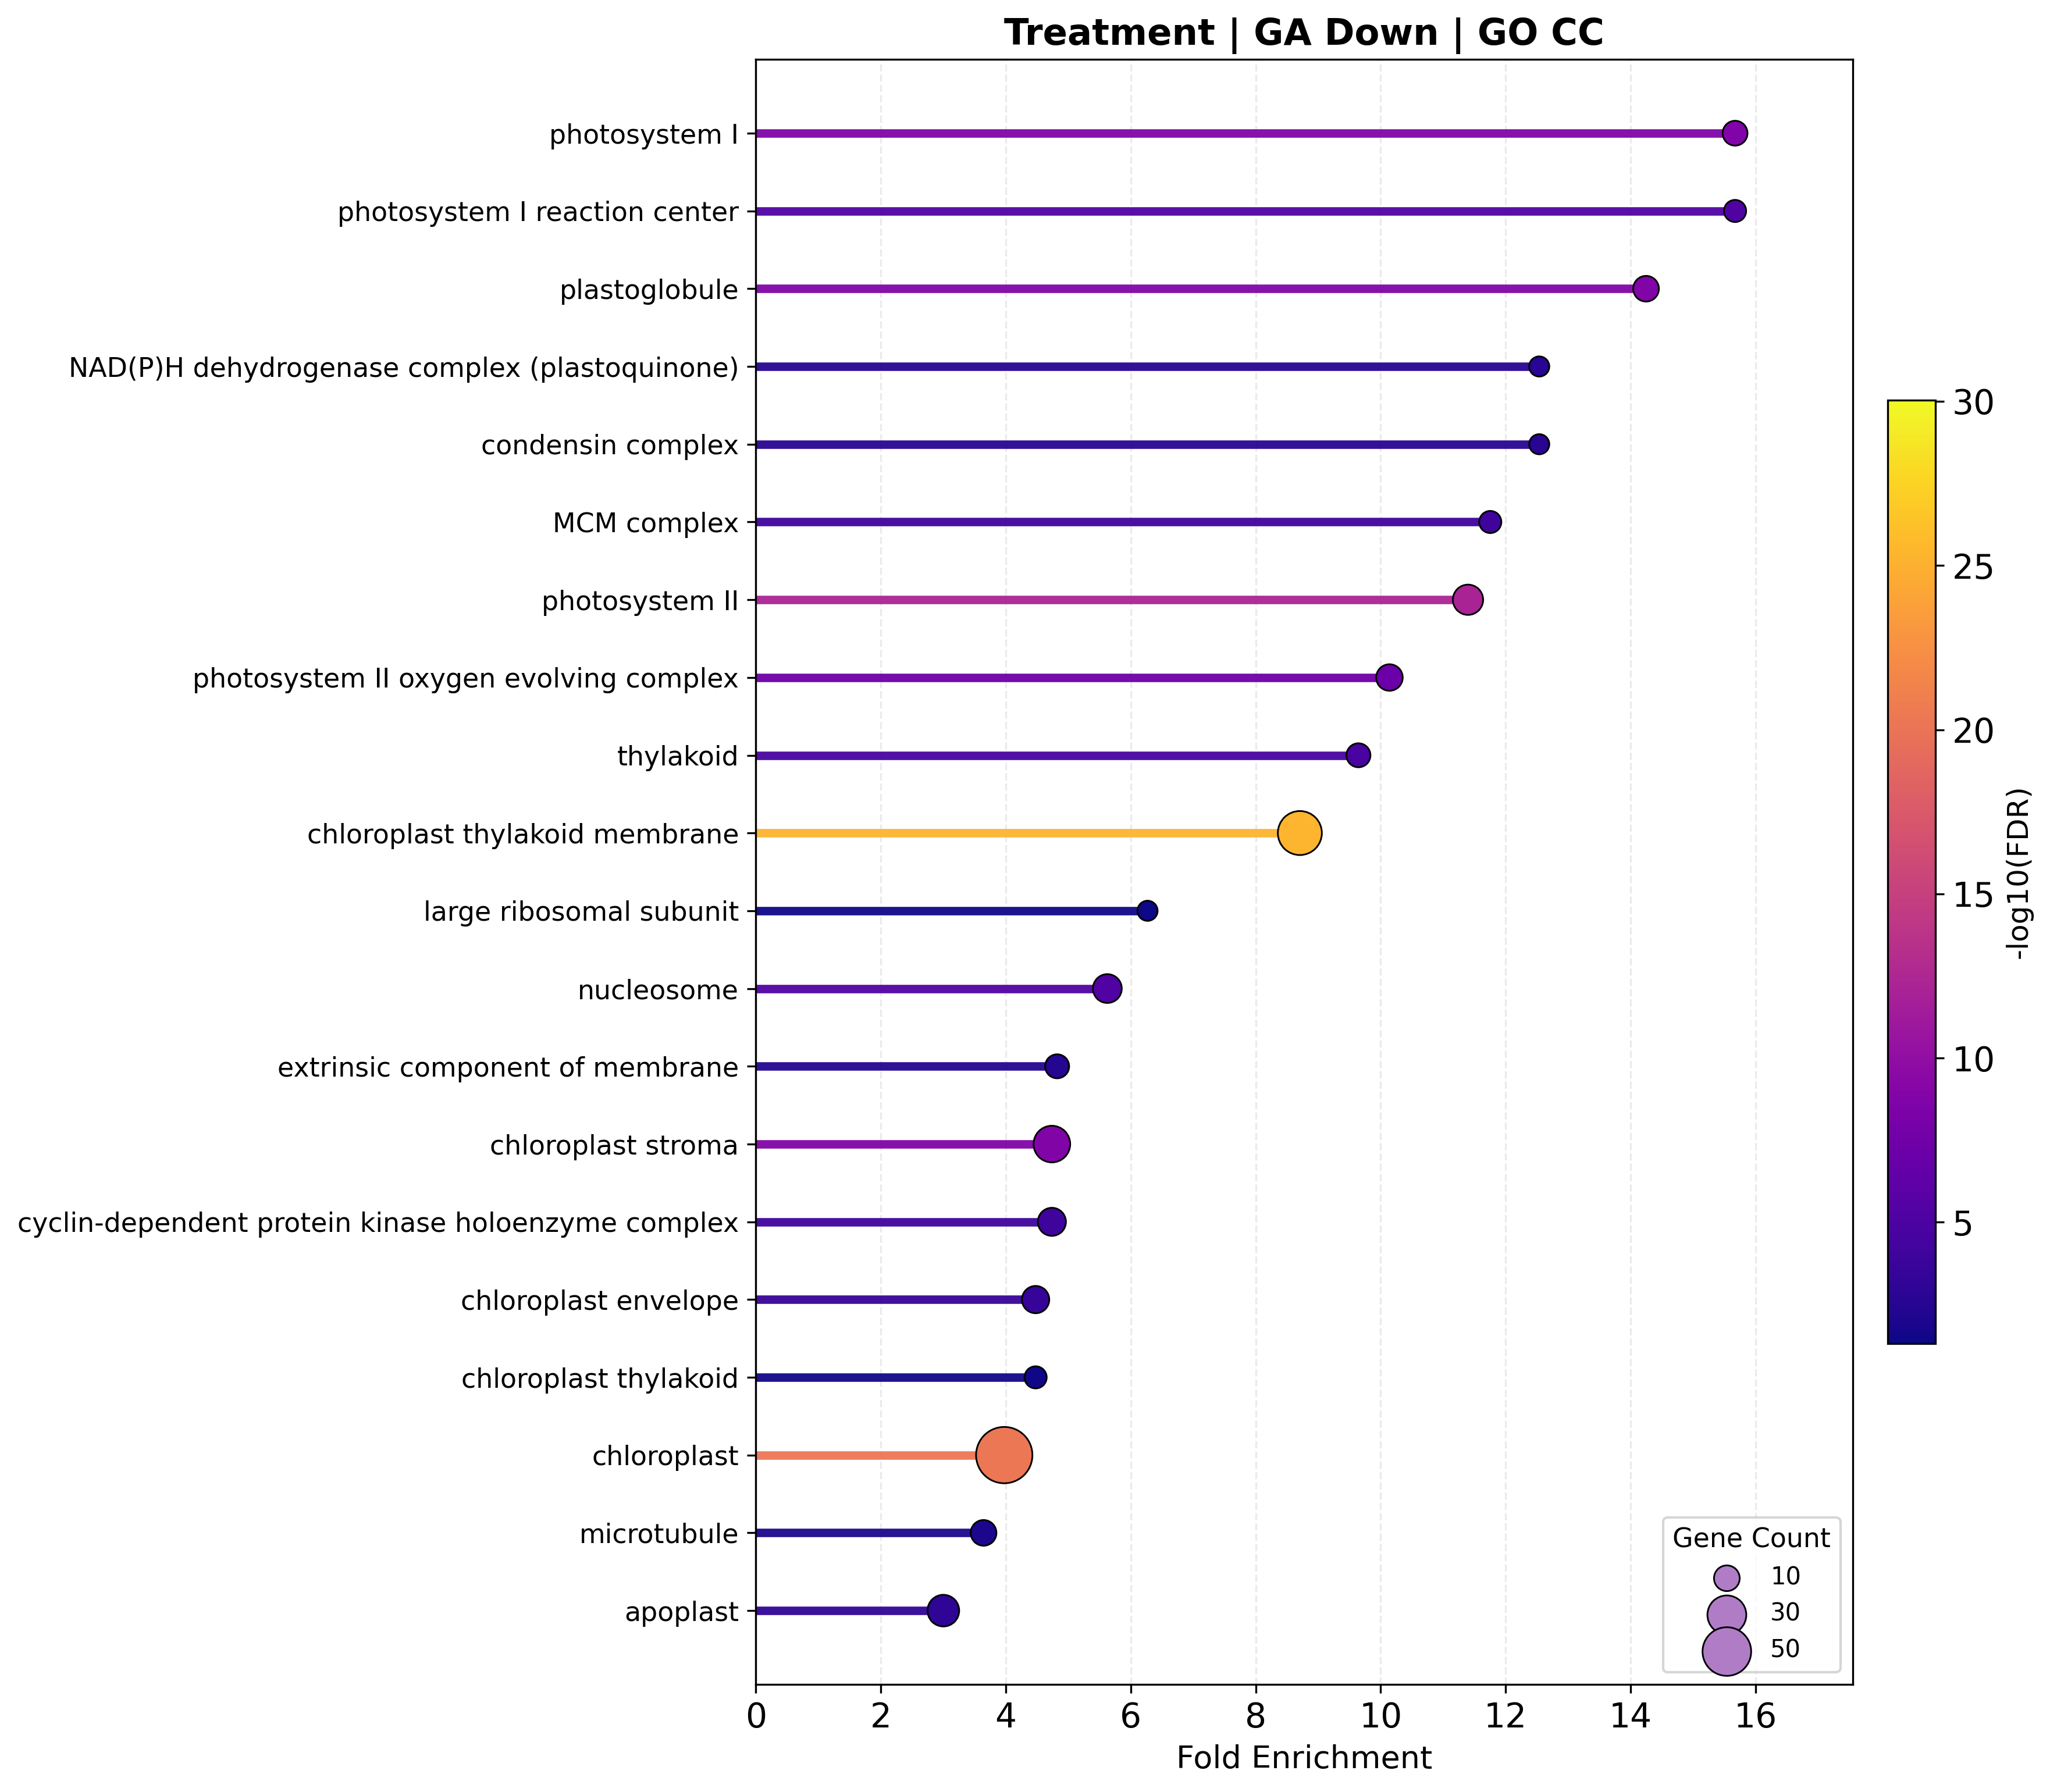 Treatment | GA Down | GO CC
photosystem I
photosystem I reaction center
plastoglobule
NAD(P)H dehydrogenase complex (plastoquinone)
condensin complex
MCM complex
photosystem II
photosystem II oxygen evolving complex
thylakoid
chloroplast thylakoid membrane
large ribosomal subunit
nucleosome
extrinsic component of membrane
chloroplast stroma
cyclin-dependent protein kinase holoenzyme complex
chloroplast envelope
chloroplast thylakoid
chloroplast
microtubule
apoplast
0 2 4 6 8 10 12 14 16
Fold Enrichment
Gene Count
10
30
50
30
25
20
15
10
5
-log10(FDR)